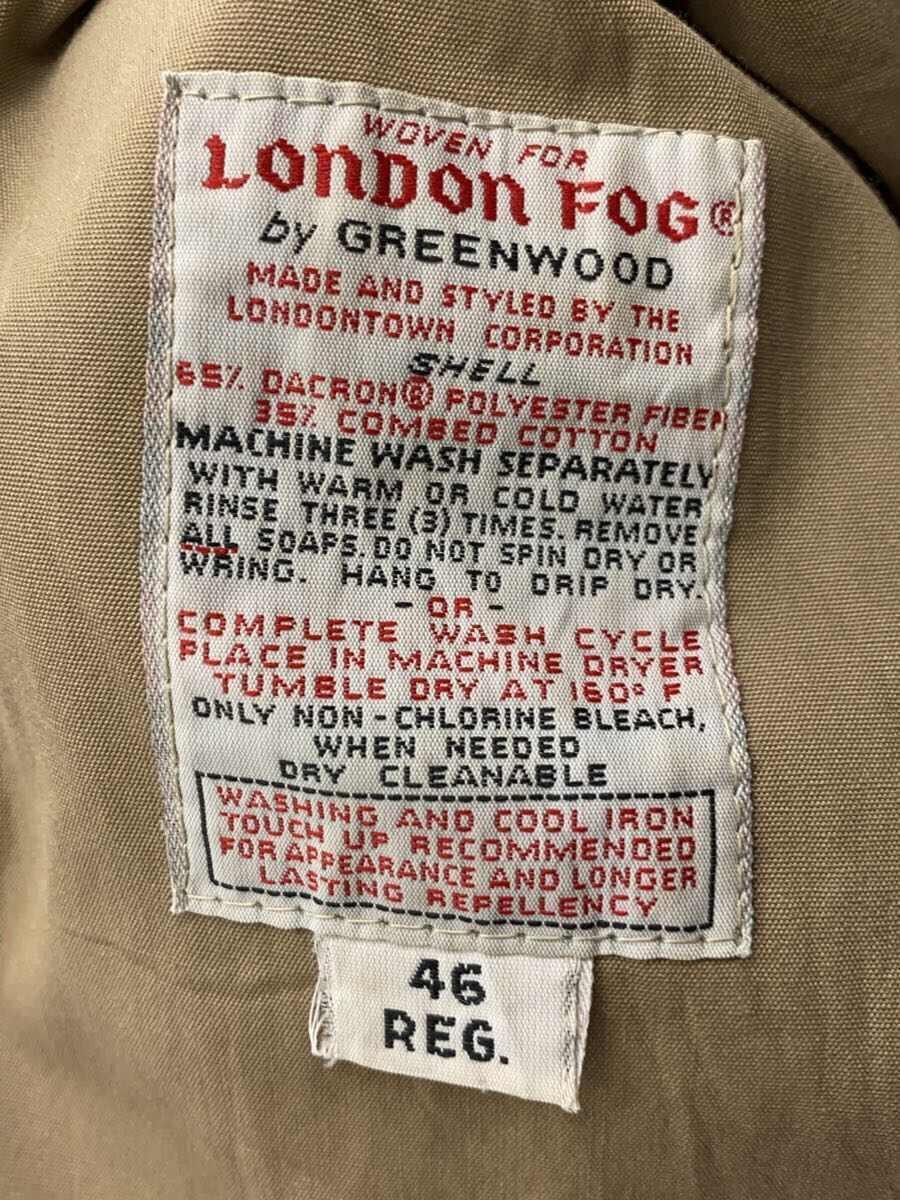 WOVEN FOR
LONDON FOG®
by GREENWOOD
MADE AND STYLED BY THE
LONDONTOWN CORPORATION
SHELL
65% DACRON® POLYESTER FIBER
35% COMBED COTTON
MACHINE WASH SEPARATELY
WITH WARM OR COLD WATER
RINSE THREE (3) TIMES. REMOVE
ALL SOAPS. DO NOT SPIN DRY OR
WRING. HANG TO DRIP DRY.
- OR -
COMPLETE WASH CYCLE
PLACE IN MACHINE DRYER
TUMBLE DRY AT 160° F
ONLY NON-CHLORINE BLEACH,
WHEN NEEDED
DRY CLEANABLE
WASHING AND COOL IRON
TOUCH UP RECOMMENDED
FOR APPEARANCE AND LONGER
LASTING REPELLENCY
46
REG.